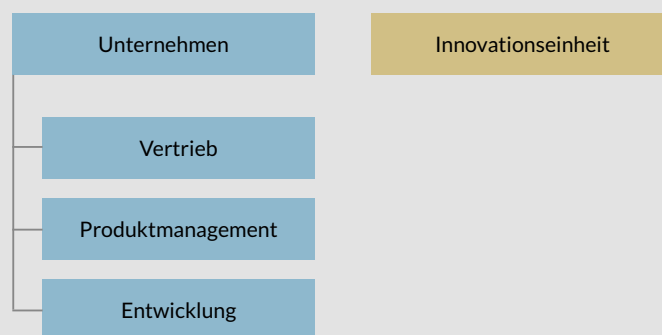 Unternehmen
Innovationseinheit
Vertrieb
Produktmanagement
Entwicklung